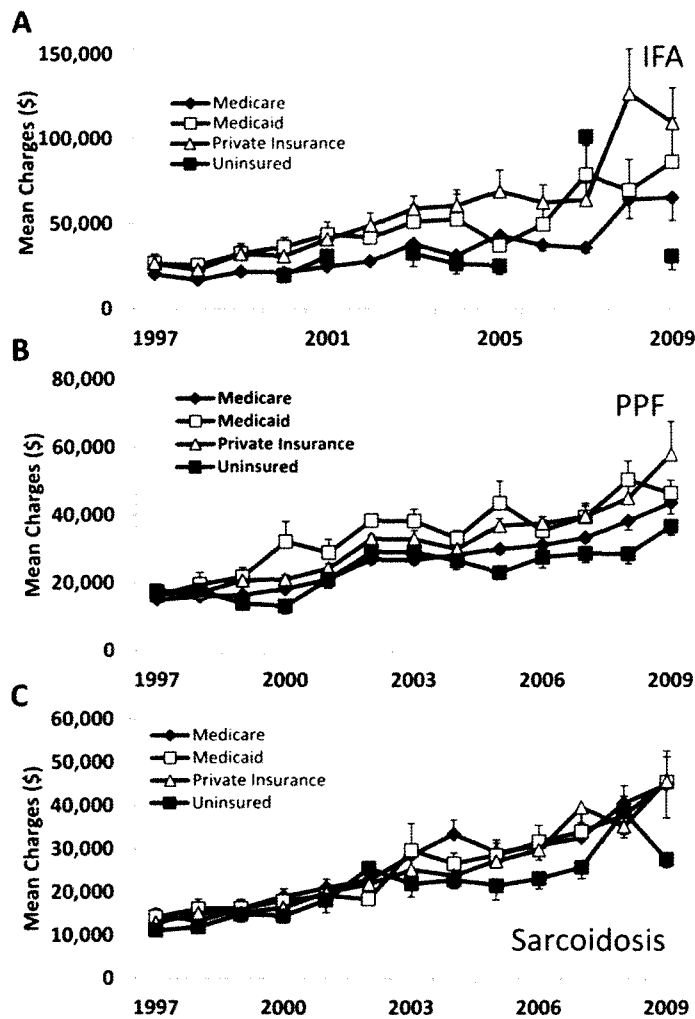 A
150,000
IFA
Medicare
Medicaid
Private Insurance
Uninsured
100,000
50,000
0
Mean Charges ($)
1997 2001 2005 2009
B
80,000
PPF
Medicare
Medicaid
Private Insurance
Uninsured
60,000
40,000
20,000
0
Mean Charges ($)
1997 2000 2003 2006 2009
C
60,000
Medicare
Medicaid
Private Insurance
Uninsured
50,000
40,000
30,000
20,000
10,000
0
Mean Charges ($)
Sarcoidosis
1997 2000 2003 2006 2009